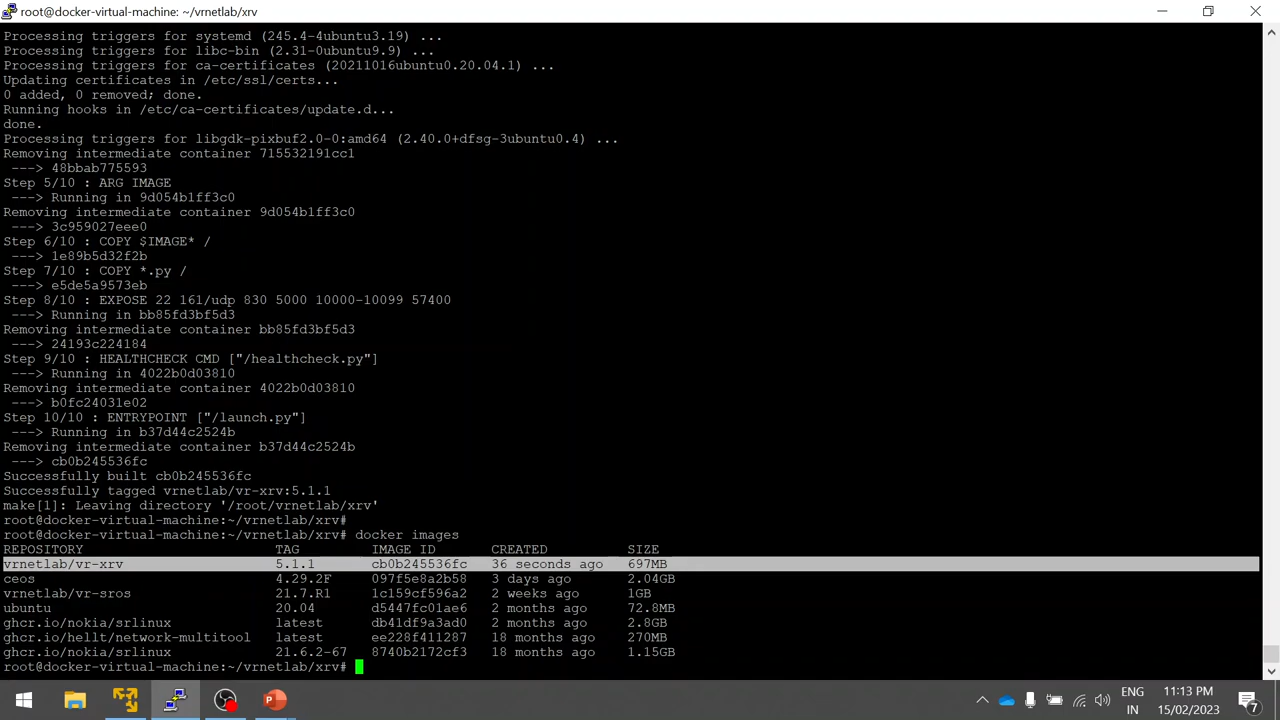 root@docker-virtual-machine: ~/vrnetlab/xrv
Processing triggers for systemd (245.4-4ubuntu3.19) ...
Processing triggers for libc-bin (2.31-0ubuntu9.9) ...
Processing triggers for ca-certificates (20211016ubuntu0.20.04.1) ...
Updating certificates in /etc/ssl/certs...
0 added, 0 removed; done.
Running hooks in /etc/ca-certificates/update.d...
done.
Processing triggers for libgdk-pixbuf2.0-0:amd64 (2.40.0+dfsg-3ubuntu0.4) ...
Removing intermediate container 715532191cc1
---> 48bbab775593
Step 5/10 : ARG IMAGE
---> Running in 9d054b1ff3c0
Removing intermediate container 9d054b1ff3c0
---> 3c959027eee0
Step 6/10 : COPY $IMAGE* /
---> 1e89b5d32f2b
Step 7/10 : COPY *.py /
---> e5de5a9573eb
Step 8/10 : EXPOSE 22 161/udp 830 5000 10000-10099 57400
---> Running in bb85fd3bf5d3
Removing intermediate container bb85fd3bf5d3
---> 24193c224184
Step 9/10 : HEALTHCHECK CMD ["/healthcheck.py"]
---> Running in 4022b0d03810
Removing intermediate container 4022b0d03810
---> b0fc24031e02
Step 10/10 : ENTRYPOINT ["/launch.py"]
---> Running in b37d44c2524b
Removing intermediate container b37d44c2524b
---> cb0b245536fc
Successfully built cb0b245536fc
Successfully tagged vrnetlab/vr-xrv:5.1.1
make[1]: Leaving directory '/root/vrnetlab/xrv'
root@docker-virtual-machine:~/vrnetlab/xrv#
root@docker-virtual-machine:~/vrnetlab/xrv# docker images
REPOSITORY TAG IMAGE ID CREATED SIZE
vrnetlab/vr-xrv 5.1.1 cb0b245536fc 36 seconds ago 697MB
ceos 4.29.2F 097f5e8a2b58 3 days ago 2.04GB
vrnetlab/vr-sros 21.7.R1 1c159cf596a2 2 weeks ago 1GB
ubuntu 20.04 d5447fc01ae6 2 months ago 72.8MB
ghcr.io/nokia/srlinux latest db41df9a3ad0 2 months ago 2.8GB
ghcr.io/hellt/network-multitool latest ee228f411287 18 months ago 270MB
ghcr.io/nokia/srlinux 21.6.2-67 8740b2172cf3 18 months ago 1.15GB
root@docker-virtual-machine:~/vrnetlab/xrv#
ENG 11:13 PM
IN 15/02/2023
7